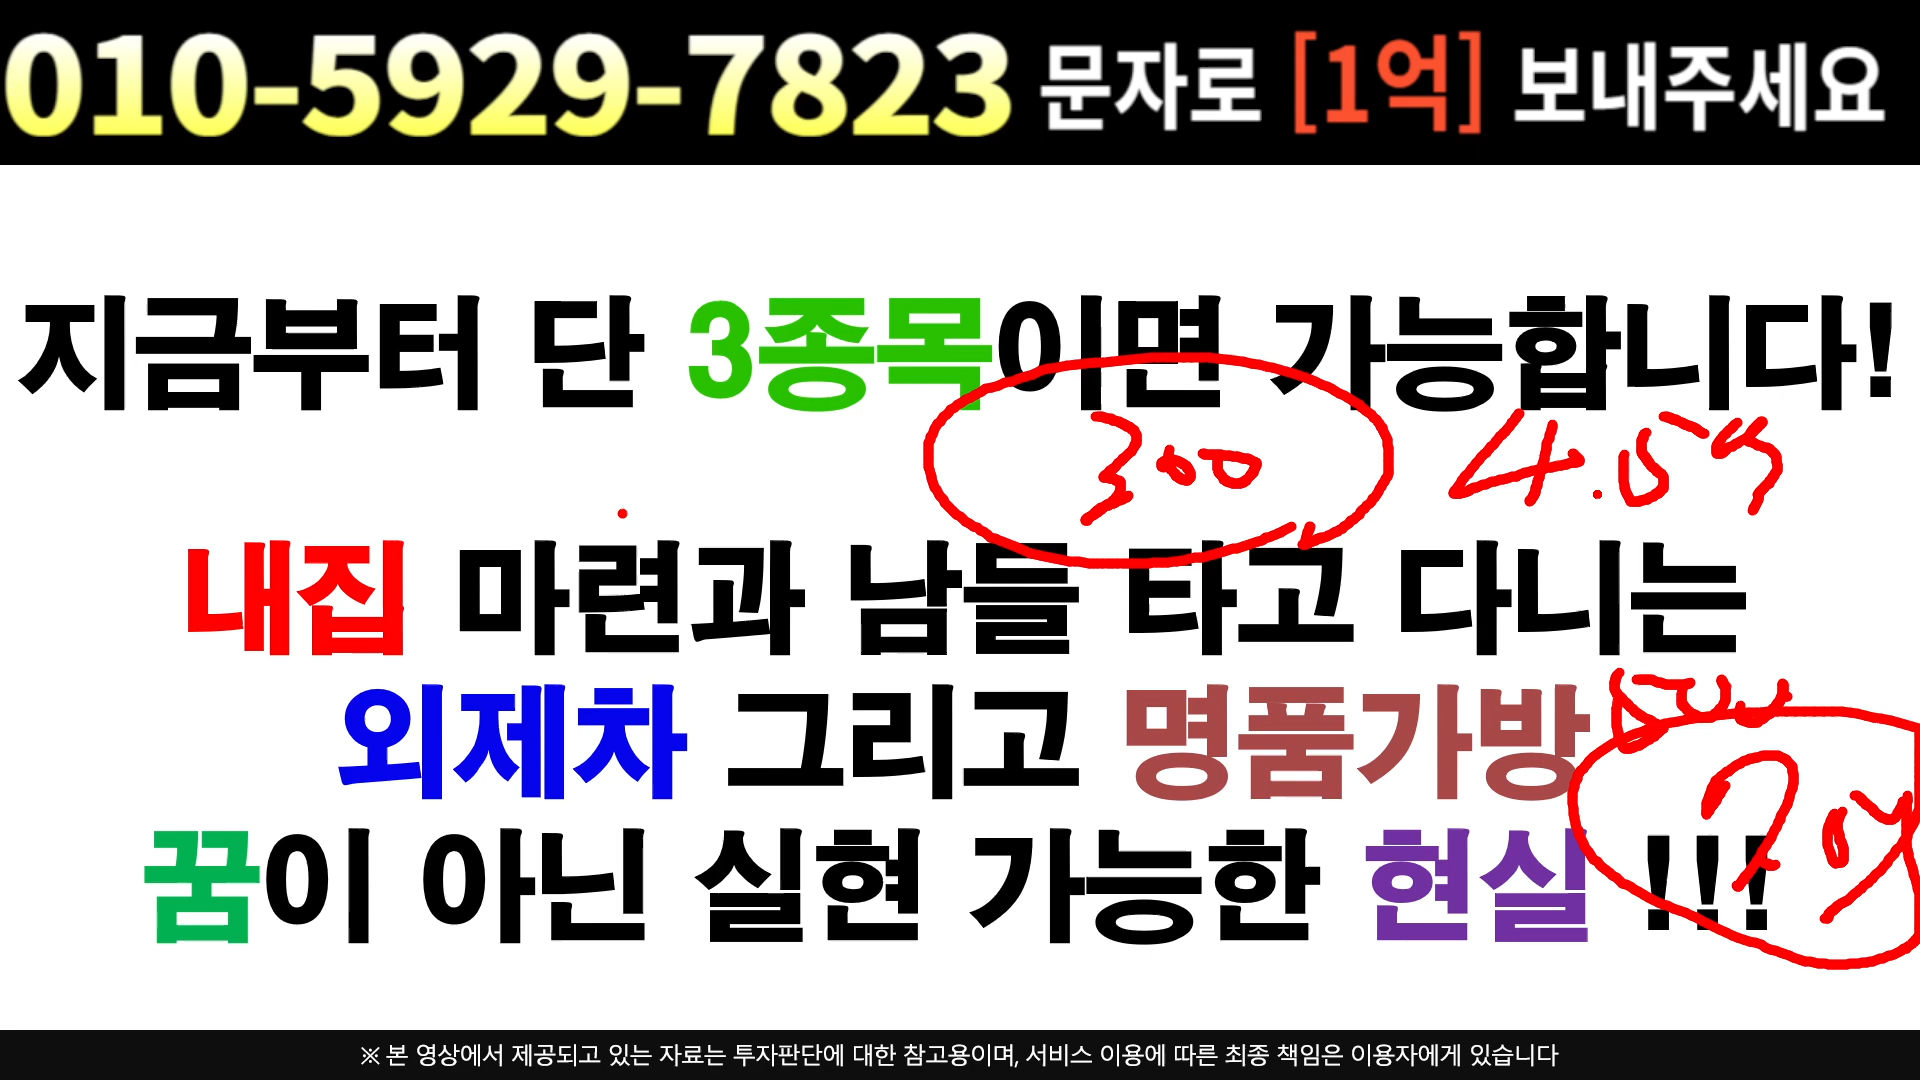 010-5929-7823 문자로 [1억] 보내주세요
지금부터 단 3종목이면 가능합니다!
300 4.5억
내집 마련과 남들 타고 다니는
외제차 그리고 명품가방
꿈이 아닌 실현 가능한 현실 !!!
※ 본 영상에서 제공되고 있는 자료는 투자판단에 대한 참고용이며, 서비스 이용에 따른 최종 책임은 이용자에게 있습니다